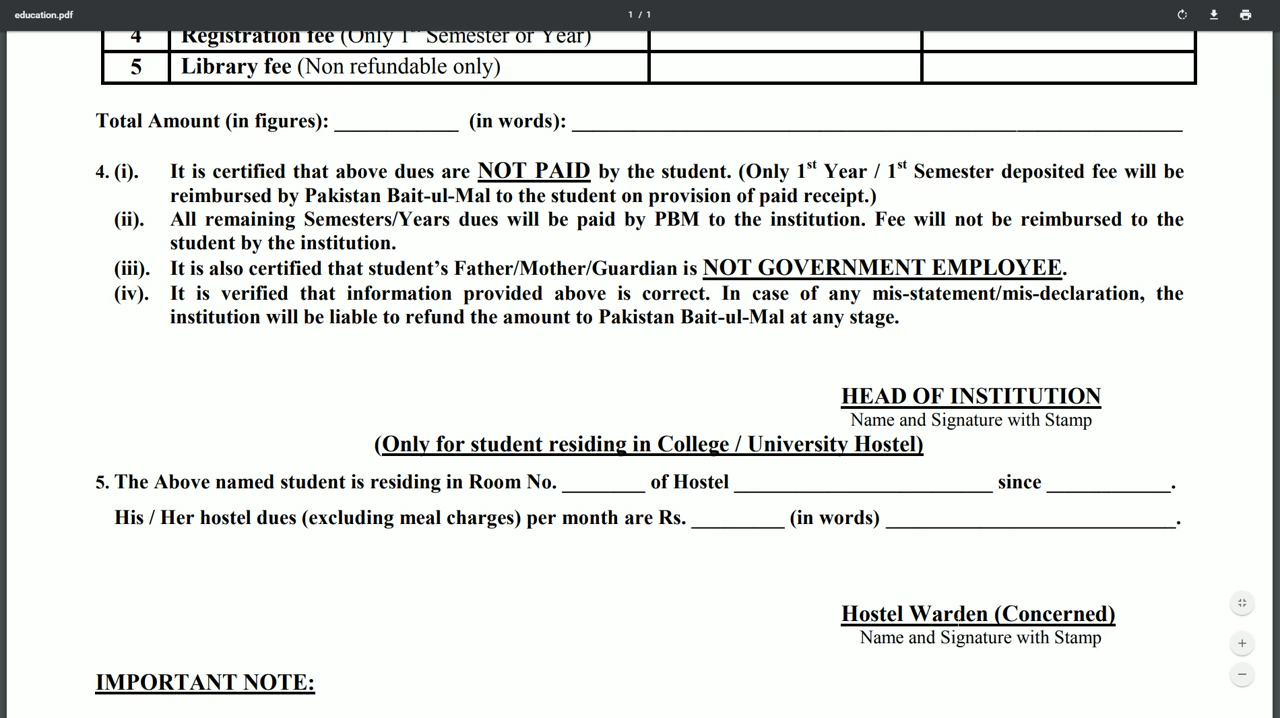 education.pdf
1 / 1
4 Registration fee (Only 1st Semester or Year)
5 Library fee (Non refundable only)
Total Amount (in figures): ____________ (in words): ____________________________________________________________
4. (i). It is certified that above dues are NOT PAID by the student. (Only 1st Year / 1st Semester deposited fee will be
reimbursed by Pakistan Bait-ul-Mal to the student on provision of paid receipt.)
(ii). All remaining Semesters/Years dues will be paid by PBM to the institution. Fee will not be reimbursed to the
student by the institution.
(iii). It is also certified that student's Father/Mother/Guardian is NOT GOVERNMENT EMPLOYEE.
(iv). It is verified that information provided above is correct. In case of any mis-statement/mis-declaration, the
institution will be liable to refund the amount to Pakistan Bait-ul-Mal at any stage.
HEAD OF INSTITUTION
Name and Signature with Stamp
(Only for student residing in College / University Hostel)
5. The Above named student is residing in Room No. ________ of Hostel _________________________ since ____________.
His / Her hostel dues (excluding meal charges) per month are Rs. _________ (in words) ____________________________.
Hostel Warden (Concerned)
Name and Signature with Stamp
IMPORTANT NOTE: